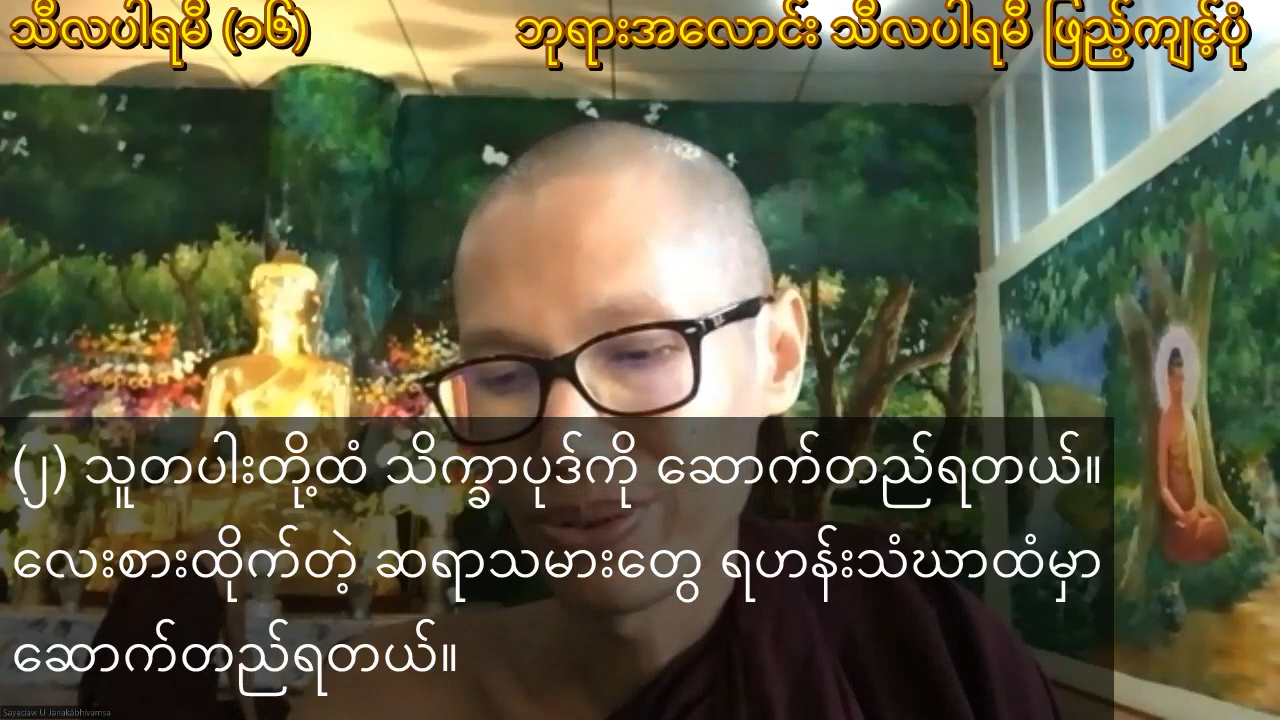 သီလပါရမီ (၁၆) ဘုရားအလောင်း သီလပါရမီ ဖြည့်ကျင့်ပုံ
(၂) သူတပါးတို့ထံ သိက္ခာပုဒ်ကို ဆောက်တည်ရတယ်။
လေးစားထိုက်တဲ့ ဆရာသမားတွေ ရဟန်းသံဃာထံမှာ
ဆောက်တည်ရတယ်။
Sayadaw U Janakābhivamsa